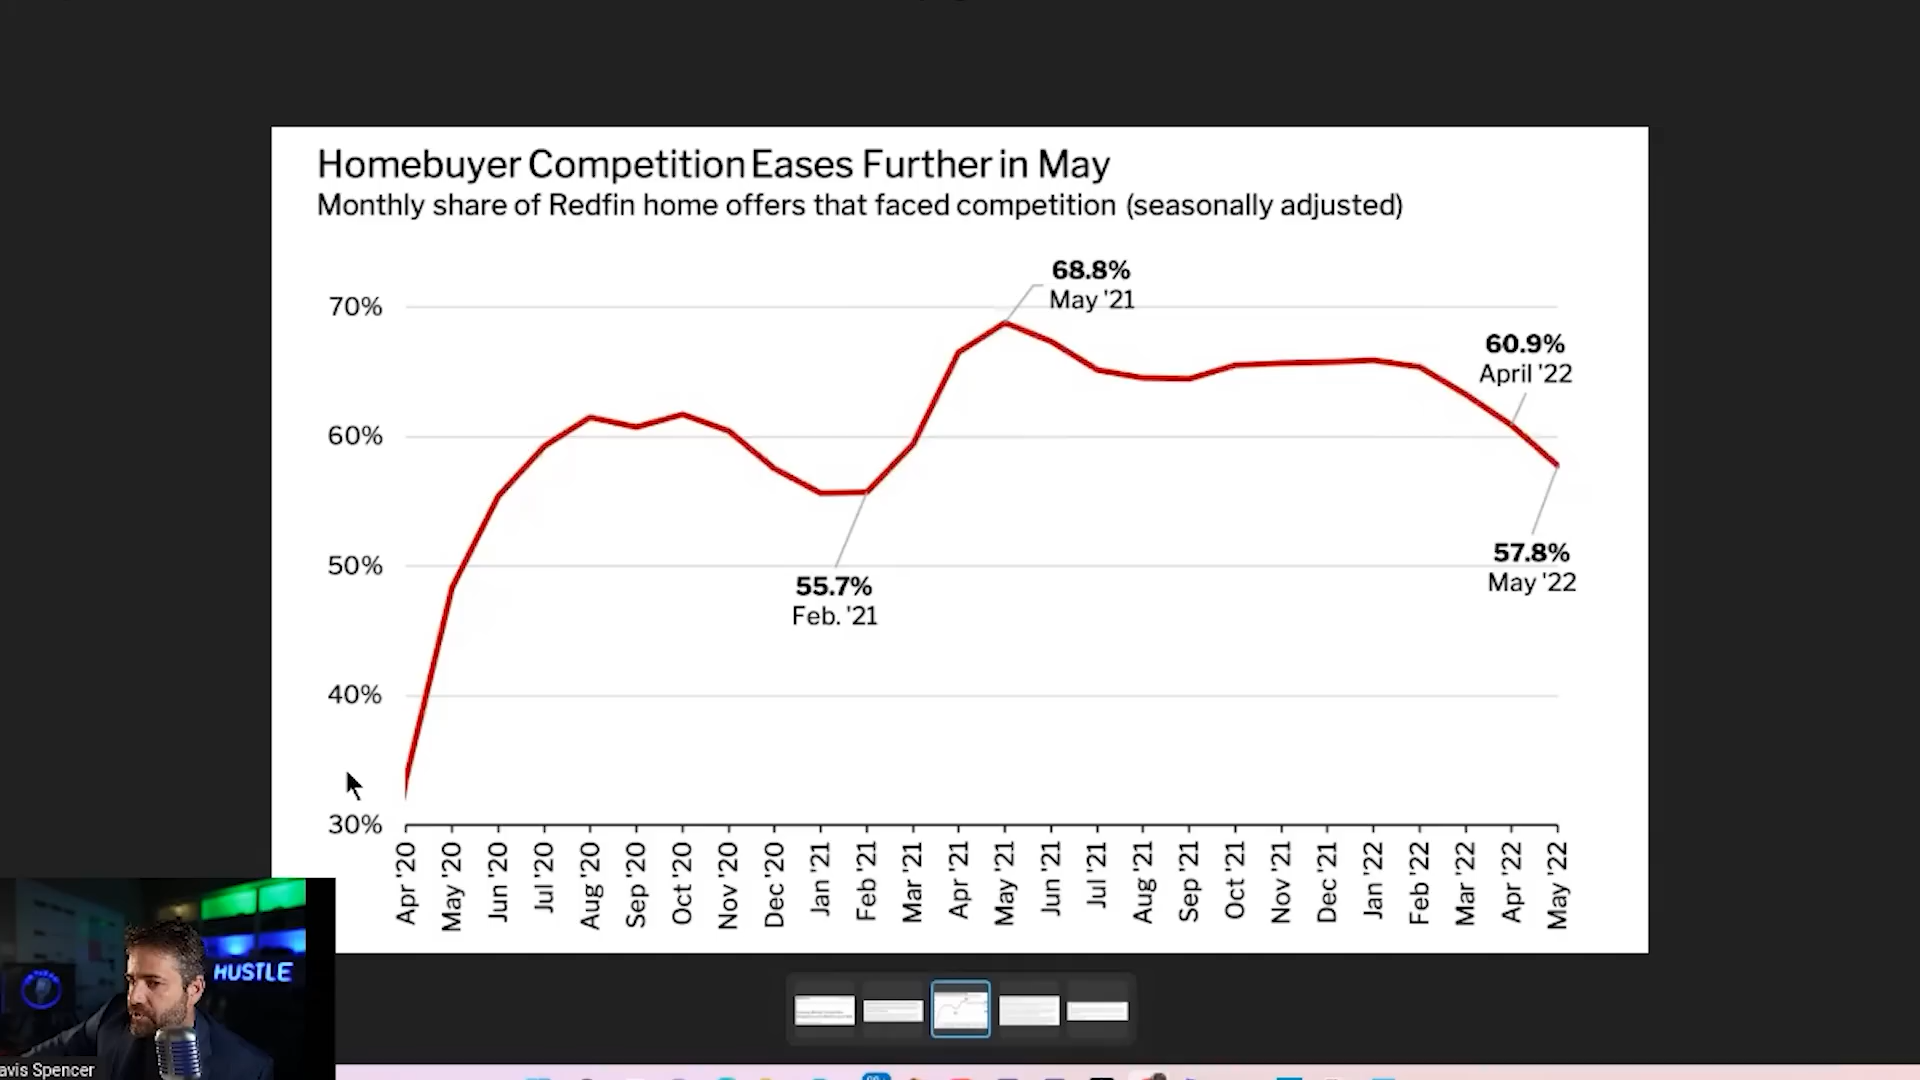 Homebuyer Competition Eases Further in May
Monthly share of Redfin home offers that faced competition (seasonally adjusted)
68.8%
May '21
70%
60.9%
April '22
60%
50%
57.8%
May '22
55.7%
Feb. '21
40%
30%
Apr '20
May '20
Jun '20
Jul '20
Aug '20
Sep '20
Oct '20
Nov '20
Dec '20
Jan '21
Feb '21
Mar '21
Apr '21
May '21
Jun '21
Jul '21
Aug '21
Sep '21
Oct '21
Nov '21
Dec '21
Jan '22
Feb '22
Mar '22
Apr '22
May '22
HUSTLE
avis Spencer